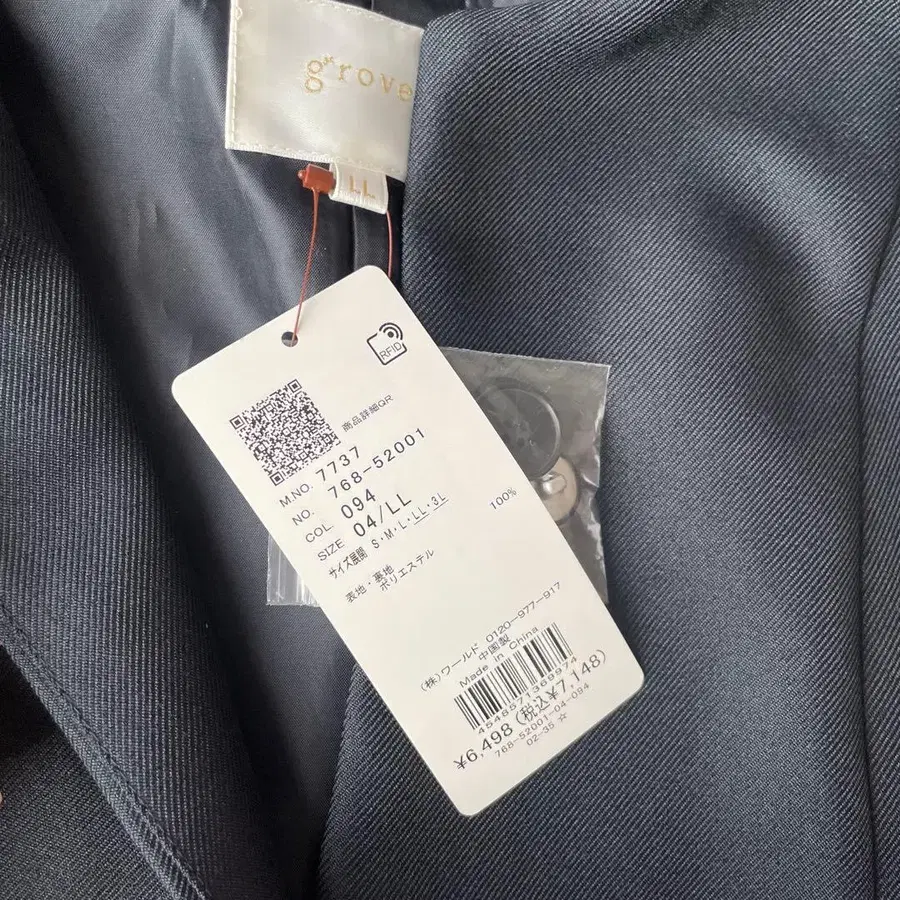 grove
LL
RFID
商品詳細QR
M.NO. 7737
NO. 768-52001
COL. 094
SIZE 04/LL
サイズ展開 S・M・L・LL・3L
表地・裏地
ポリエステル 100%
(株)ワールド 0120-977-917
中国製
Made in China
4548571368974
¥6,498(税込¥7,148)
768-52001-04-094
02-35 ☆